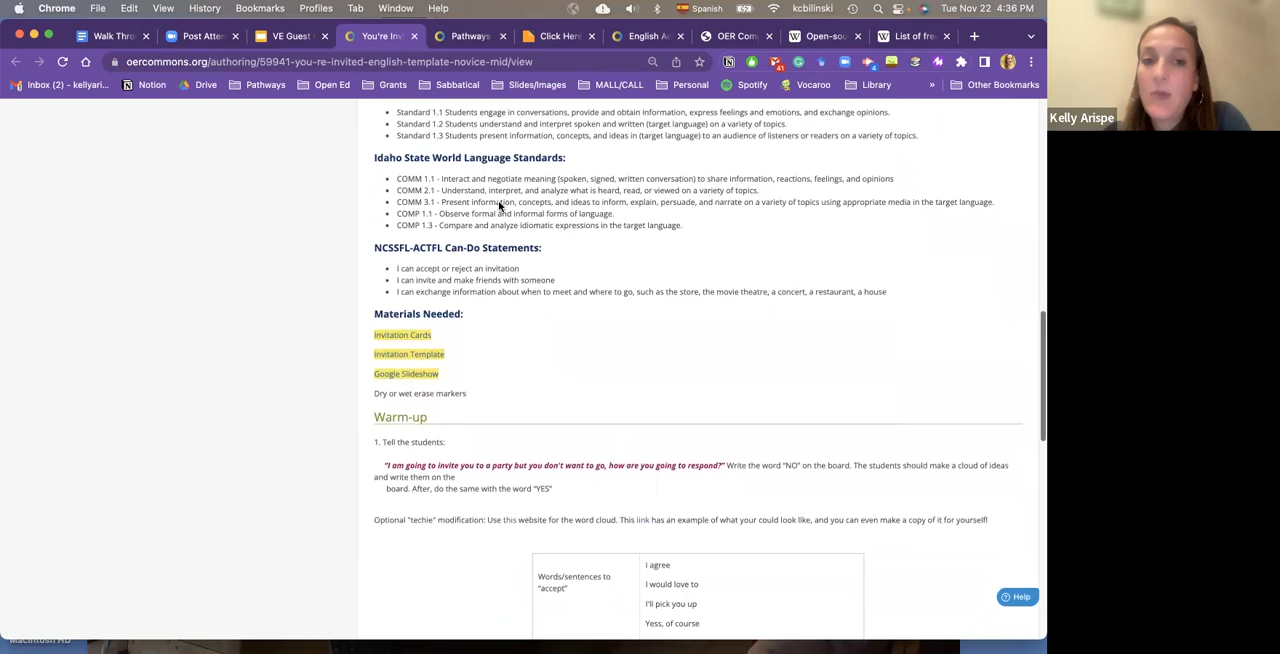 Chrome File Edit View History Bookmarks Profiles Tab Window Help Spanish kcbilinski Tue Nov 22 4:36 PM
Walk Thro Post Atten VE Guest You're Inv Pathways Click Here English Ad OER Com Open-sou List of fre
oercommons.org/authoring/59941-you-re-invited-english-template-novice-mid/view 41 4
Inbox (2) - kellyari... Notion Drive Pathways Open Ed Grants Sabbatical Slides/Images MALL/CALL Personal Spotify Vocaroo Library » Other Bookmarks
Kelly Arispe
Standard 1.1 Students engage in conversations, provide and obtain information, express feelings and emotions, and exchange opinions.
Standard 1.2 Students understand and interpret spoken and written (target language) on a variety of topics.
Standard 1.3 Students present information, concepts, and ideas in (target language) to an audience of listeners or readers on a variety of topics.
Idaho State World Language Standards:
COMM 1.1 - Interact and negotiate meaning (spoken, signed, written conversation) to share information, reactions, feelings, and opinions
COMM 2.1 - Understand, interpret, and analyze what is heard, read, or viewed on a variety of topics.
COMM 3.1 - Present information, concepts, and ideas to inform, explain, persuade, and narrate on a variety of topics using appropriate media in the target language.
COMP 1.1 - Observe formal and informal forms of language.
COMP 1.3 - Compare and analyze idiomatic expressions in the target language.
NCSSFL-ACTFL Can-Do Statements:
I can accept or reject an invitation
I can invite and make friends with someone
I can exchange information about when to meet and where to go, such as the store, the movie theatre, a concert, a restaurant, a house
Materials Needed:
Invitation Cards
Invitation Template
Google Slideshow
Dry or wet erase markers
Warm-up
1. Tell the students:
"I am going to invite you to a party but you don't want to go, how are you going to respond?" Write the word “NO” on the board. The students should make a cloud of ideas
and write them on the
board. After, do the same with the word “YES”
Optional "techie" modification: Use this website for the word cloud. This link has an example of what your could look like, and you can even make a copy of it for yourself!
Words/sentences to
“accept”
I agree
I would love to
I’ll pick you up
Yess, of course
Help
Macintosh HD